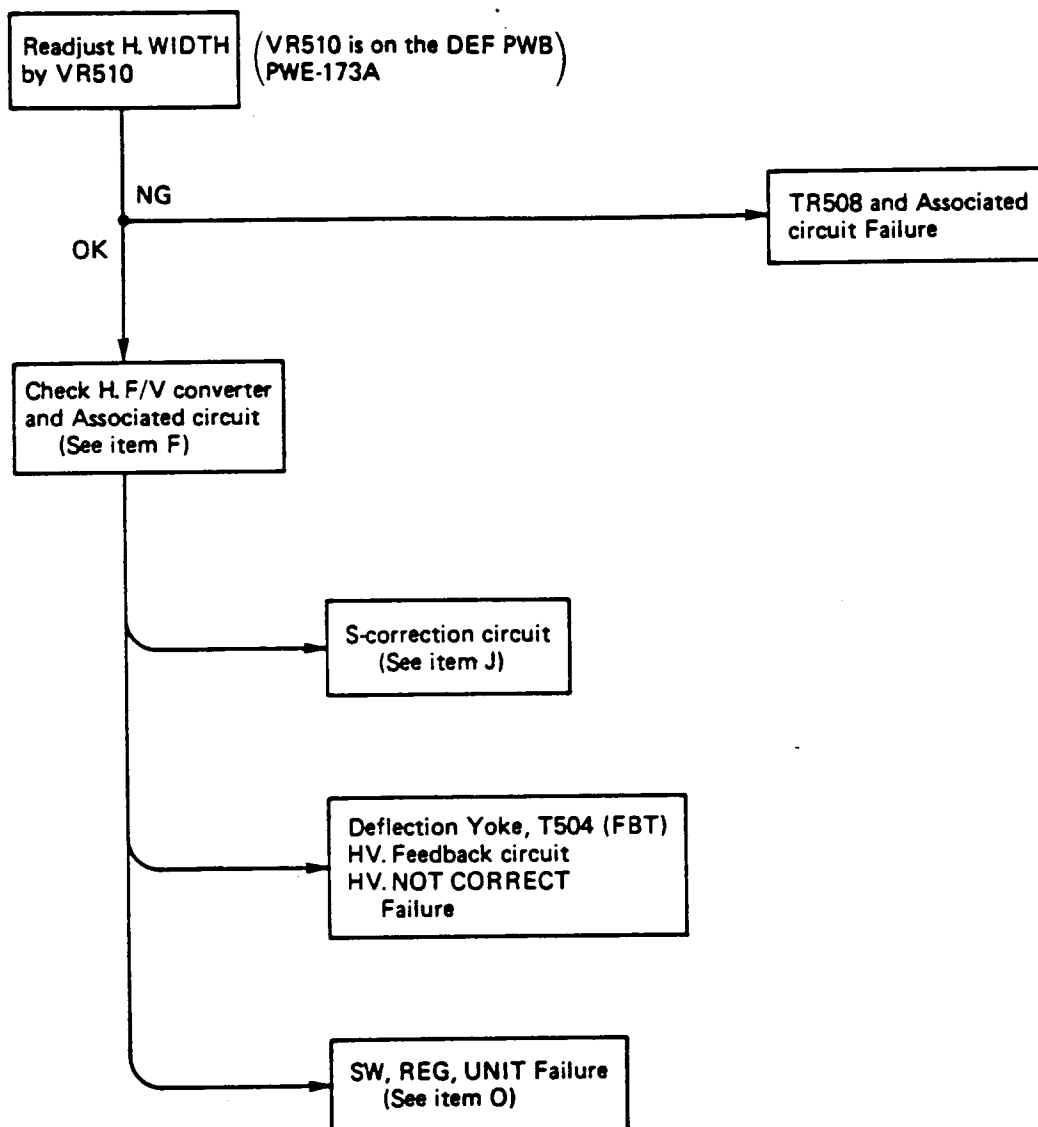 Readjust H. WIDTH
by VR510
(VR510 is on the DEF PWB)
PWE-173A
NG
OK
TR508 and Associated
circuit Failure
Check H. F/V converter
and Associated circuit
(See item F)
S-correction circuit
(See item J)
Deflection Yoke, T504 (FBT)
HV. Feedback circuit
HV. NOT CORRECT
Failure
SW, REG, UNIT Failure
(See item O)